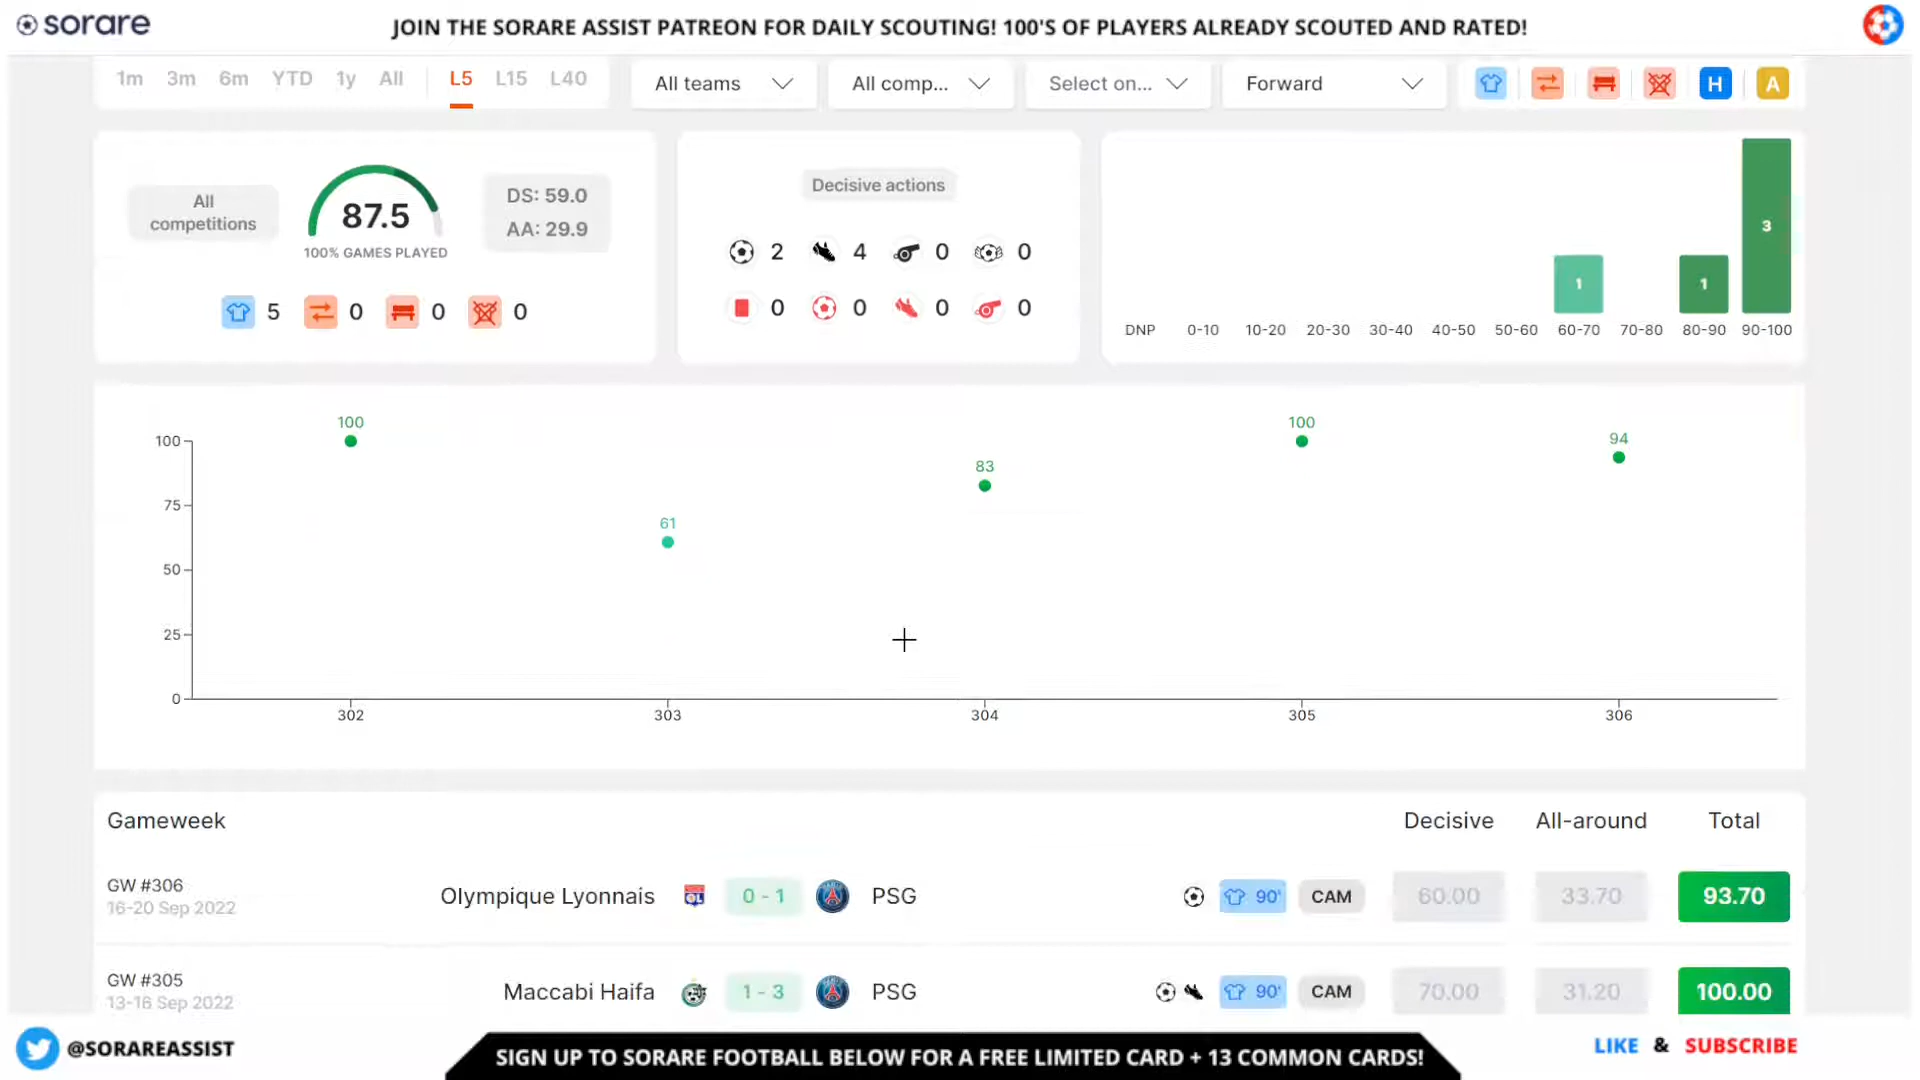 sorare
JOIN THE SORARE ASSIST PATREON FOR DAILY SCOUTING! 100'S OF PLAYERS ALREADY SCOUTED AND RATED!
1m 3m 6m YTD 1y All L5 L15 L40
All teams
All comp...
Select on...
Forward
H
A
All
competitions
87.5
100% GAMES PLAYED
DS: 59.0
AA: 29.9
5 0 0 0
Decisive actions
2 4 0 0
0 0 0 0
1 1 3
DNP 0-10 10-20 20-30 30-40 40-50 50-60 60-70 70-80 80-90 90-100
100 61 83 100 94
100
75
50
25
0
302 303 304 305 306
Gameweek Decisive All-around Total
GW #306
16-20 Sep 2022
Olympique Lyonnais 0 - 1 PSG 90' CAM 60.00 33.70 93.70
GW #305
13-16 Sep 2022
Maccabi Haifa 1 - 3 PSG 90' CAM 70.00 31.20 100.00
@SORAREASSIST
SIGN UP TO SORARE FOOTBALL BELOW FOR A FREE LIMITED CARD + 13 COMMON CARDS!
LIKE & SUBSCRIBE